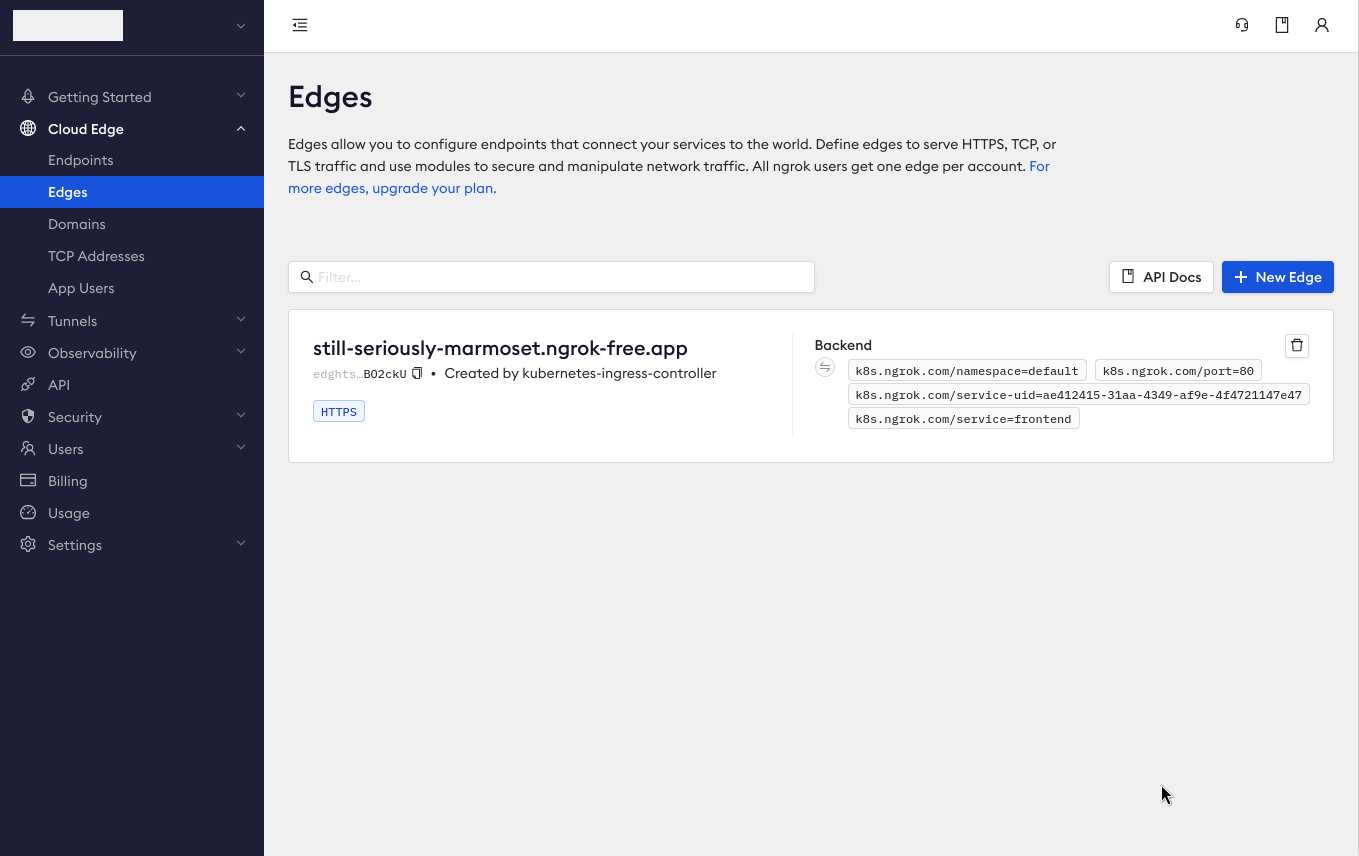 Getting Started
Cloud Edge
Endpoints
Edges
Domains
TCP Addresses
App Users
Tunnels
Observability
API
Security
Users
Billing
Usage
Settings
Edges
Edges allow you to configure endpoints that connect your services to the world. Define edges to serve HTTPS, TCP, or
TLS traffic and use modules to secure and manipulate network traffic. All ngrok users get one edge per account. For
more edges, upgrade your plan.
Filter...
API Docs
New Edge
still-seriously-marmoset.ngrok-free.app
edghts…BO2ckU • Created by kubernetes-ingress-controller
HTTPS
Backend
k8s.ngrok.com/namespace=default k8s.ngrok.com/port=80
k8s.ngrok.com/service-uid=ae412415-31aa-4349-af9e-4f4721147e47
k8s.ngrok.com/service=frontend